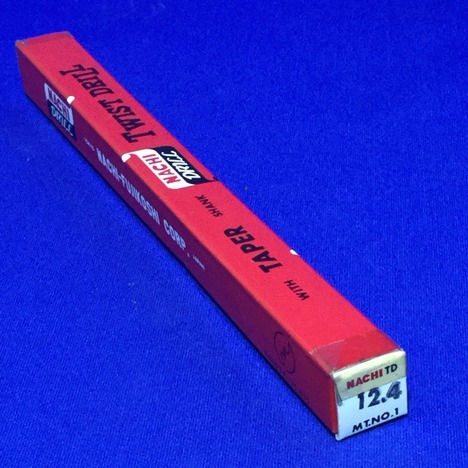 TWIST DRILL
NACHI
DRILL
WITH TAPER SHANK
NACHI
DRILL
NACHI-FUJIKOSHI CORP.
NACHI TD
12.4
MT.NO.1